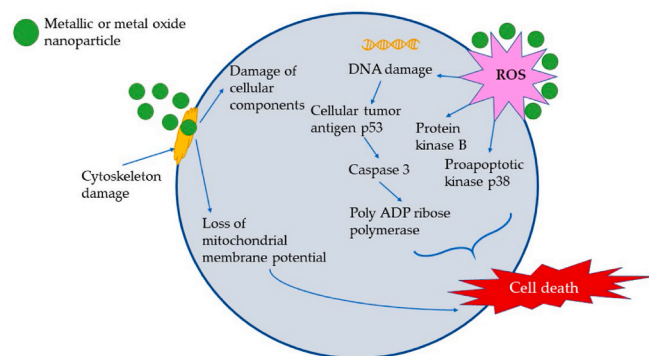 Metallic or metal oxide
nanoparticle
Damage of
cellular
components
DNA damage
ROS
Cellular tumor
antigen p53
Protein
kinase B
Proapoptotic
kinase p38
Caspase 3
Cytoskeleton
damage
Poly ADP ribose
polymerase
Loss of
mitochondrial
membrane potential
Cell death